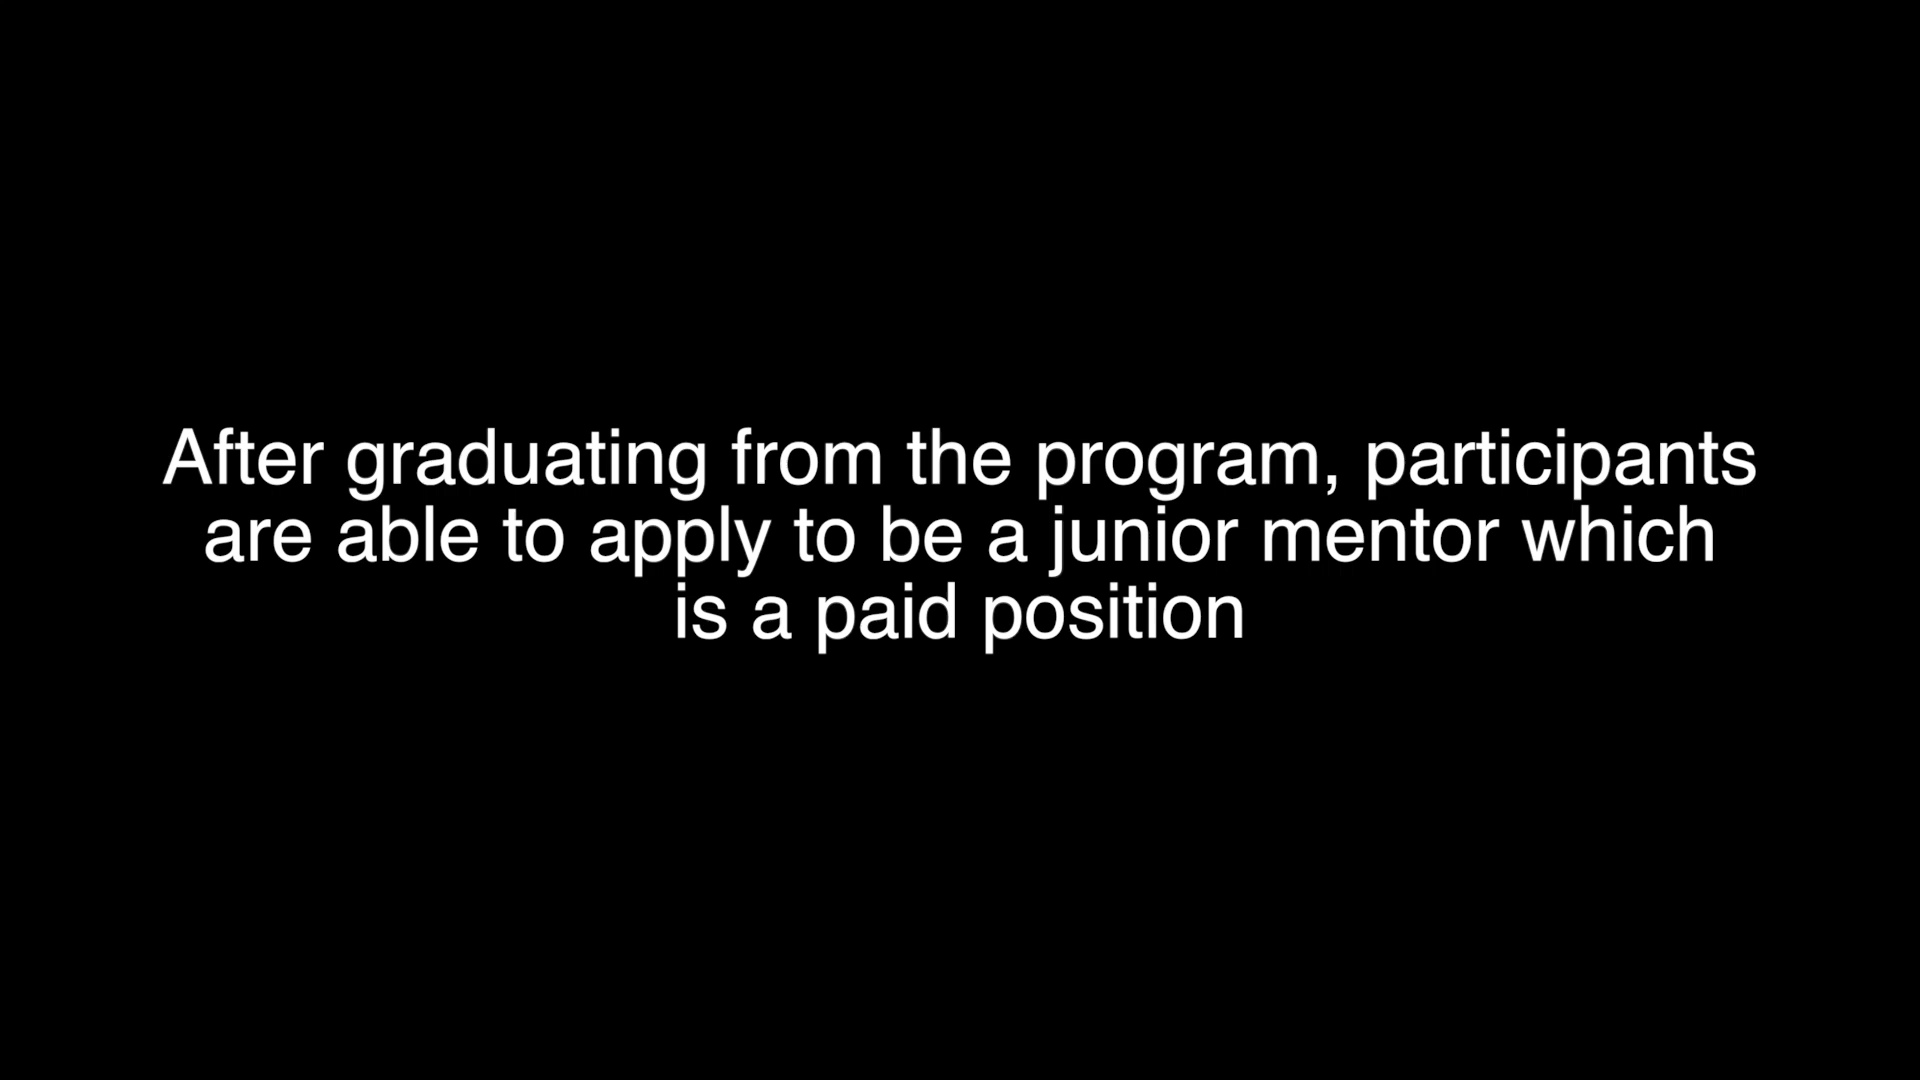 After graduating from the program, participants
are able to apply to be a junior mentor which
is a paid position